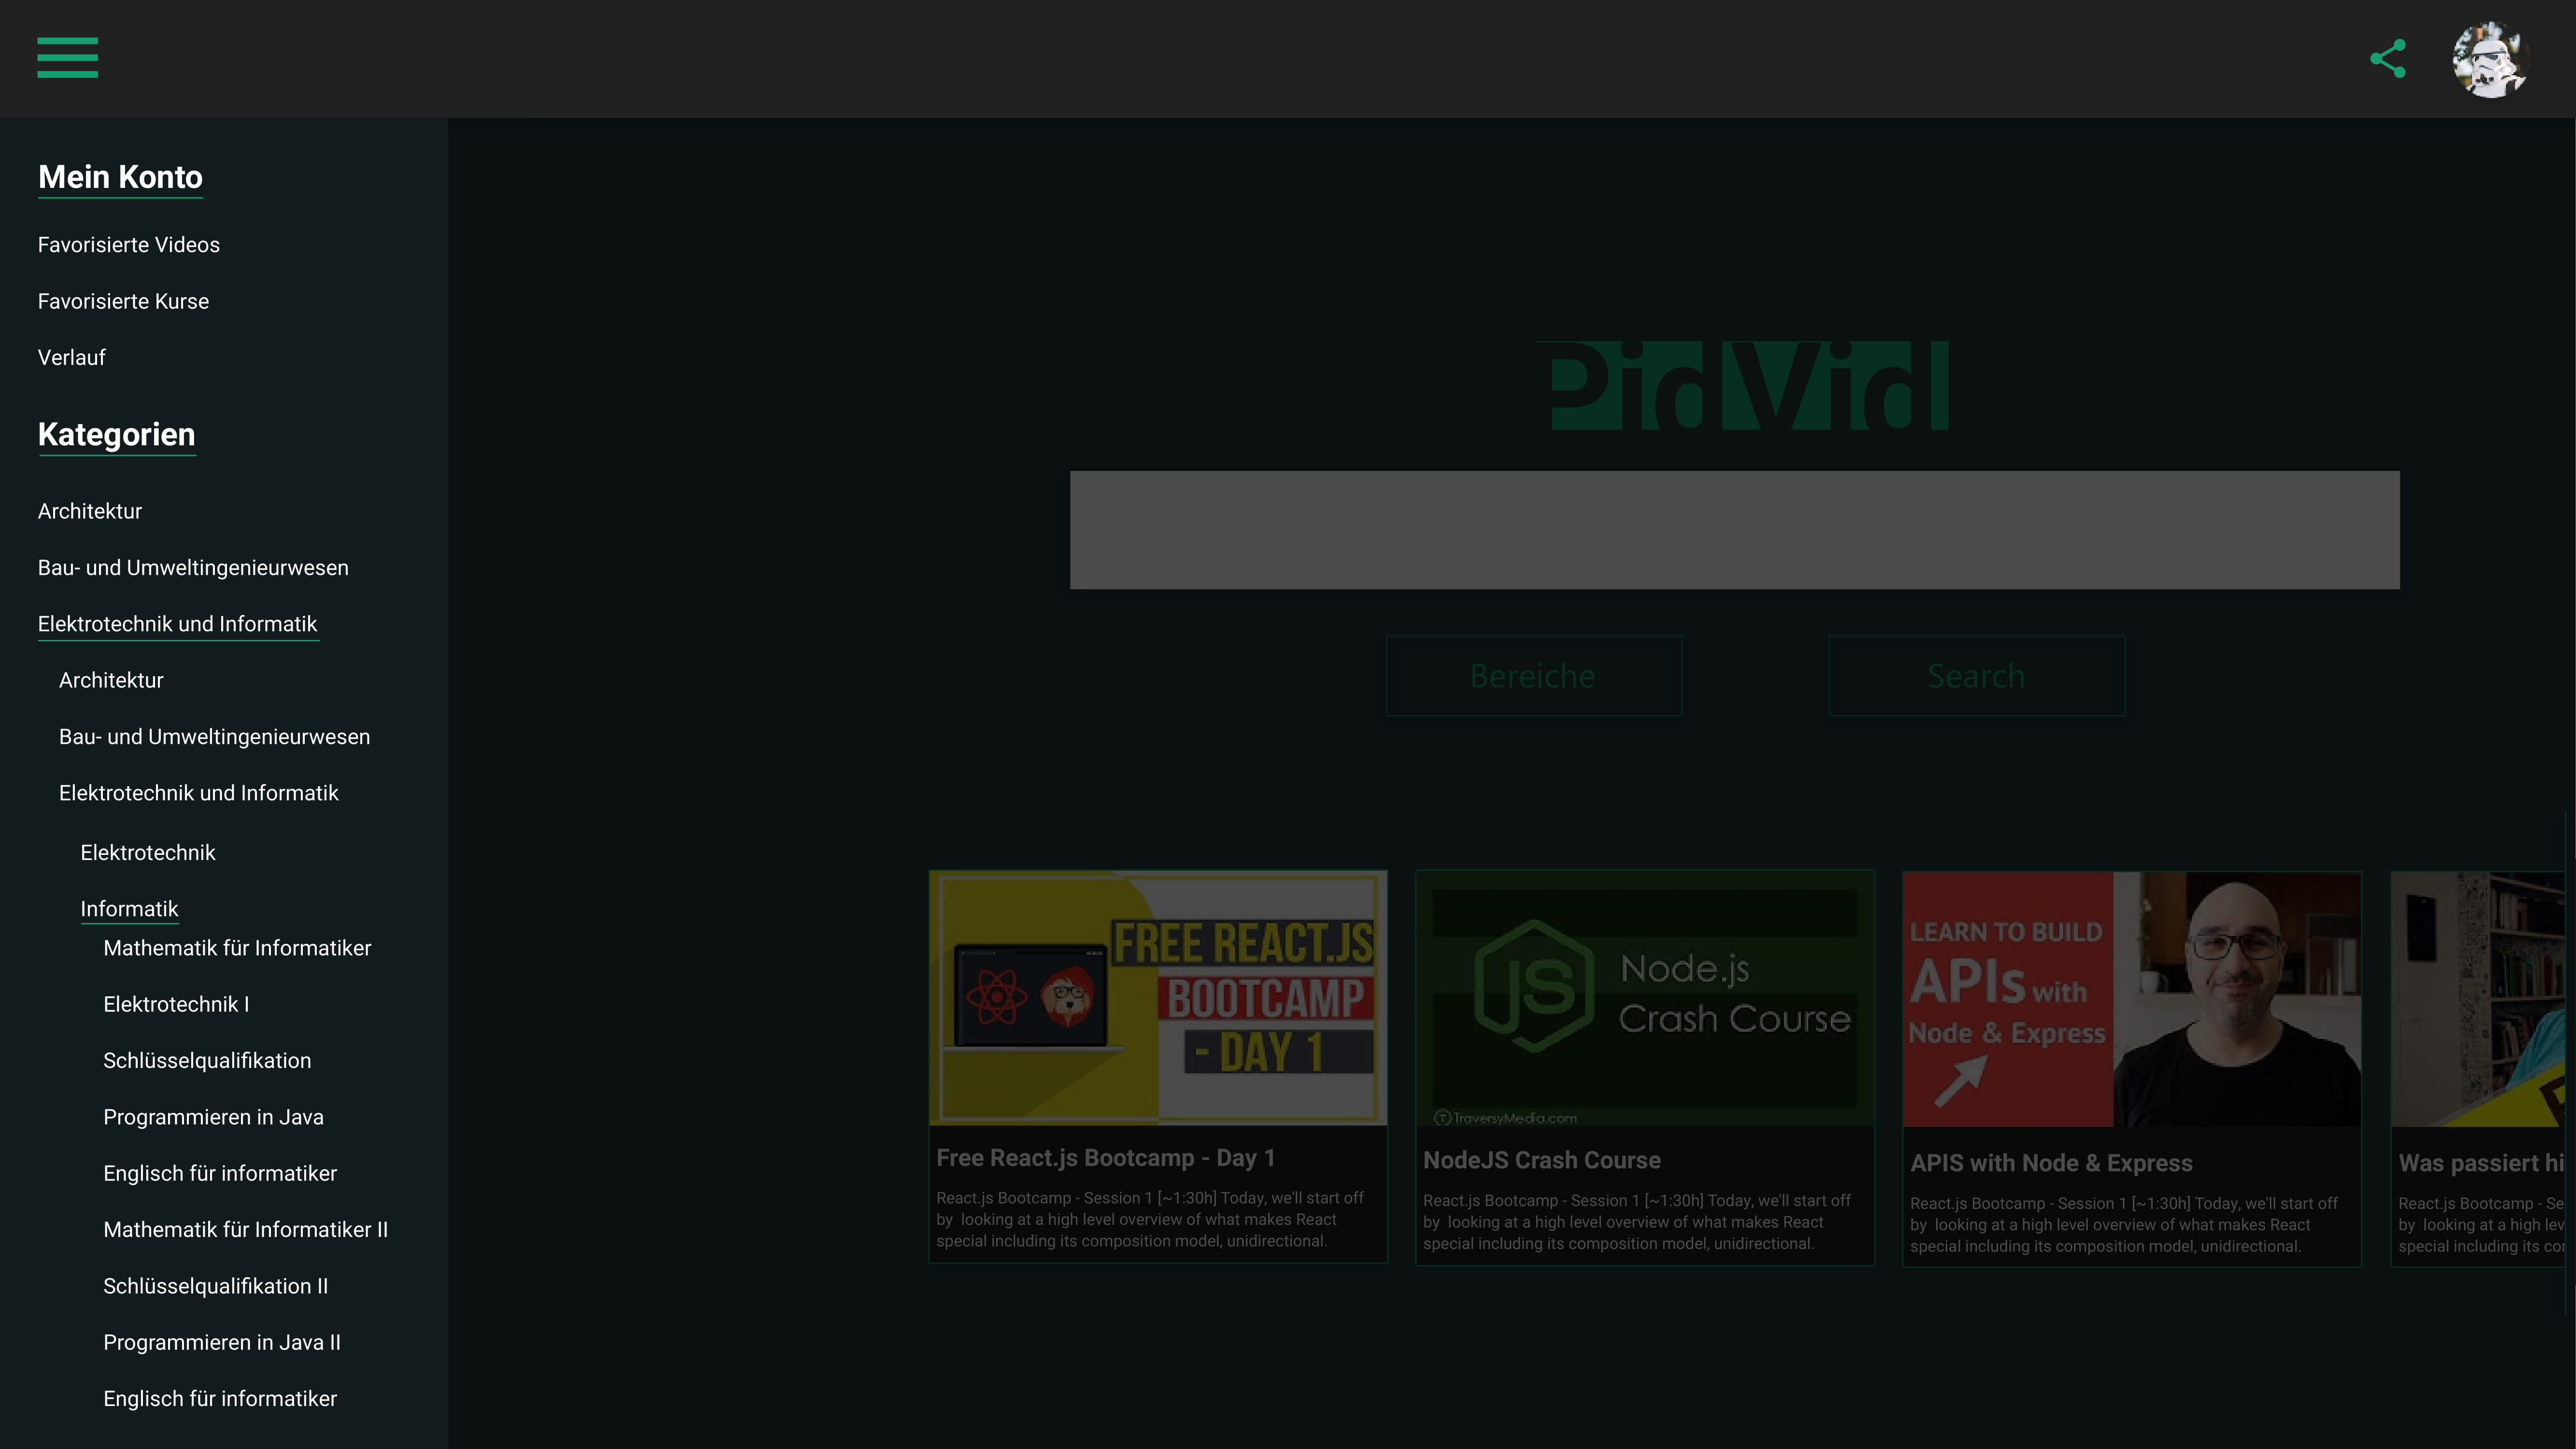 Mein Konto
Favorisierte Videos
Favorisierte Kurse
Verlauf
Kategorien
Architektur
Bau- und Umweltingenieurwesen
Elektrotechnik und Informatik
Architektur
Bau- und Umweltingenieurwesen
Elektrotechnik und Informatik
Elektrotechnik
Informatik
Mathematik für Informatiker
Elektrotechnik I
Schlüsselqualifikation
Programmieren in Java
Englisch für informatiker
Mathematik für Informatiker II
Schlüsselqualifikation II
Programmieren in Java II
Englisch für informatiker
PidVid
Bereiche
Search
FREE REACT.JS
BOOTCAMP
- DAY 1
Free React.js Bootcamp - Day 1
React.js Bootcamp - Session 1 [~1:30h] Today, we'll start off
by looking at a high level overview of what makes React
special including its composition model, unidirectional.
JS
Node.js
Crash Course
TraversyMedia.com
NodeJS Crash Course
React.js Bootcamp - Session 1 [~1:30h] Today, we'll start off
by looking at a high level overview of what makes React
special including its composition model, unidirectional.
LEARN TO BUILD
APIs with
Node & Express
APIS with Node & Express
React.js Bootcamp - Session 1 [~1:30h] Today, we'll start off
by looking at a high level overview of what makes React
special including its composition model, unidirectional.
Was passiert hi
React.js Bootcamp - Se
by looking at a high lev
special including its co